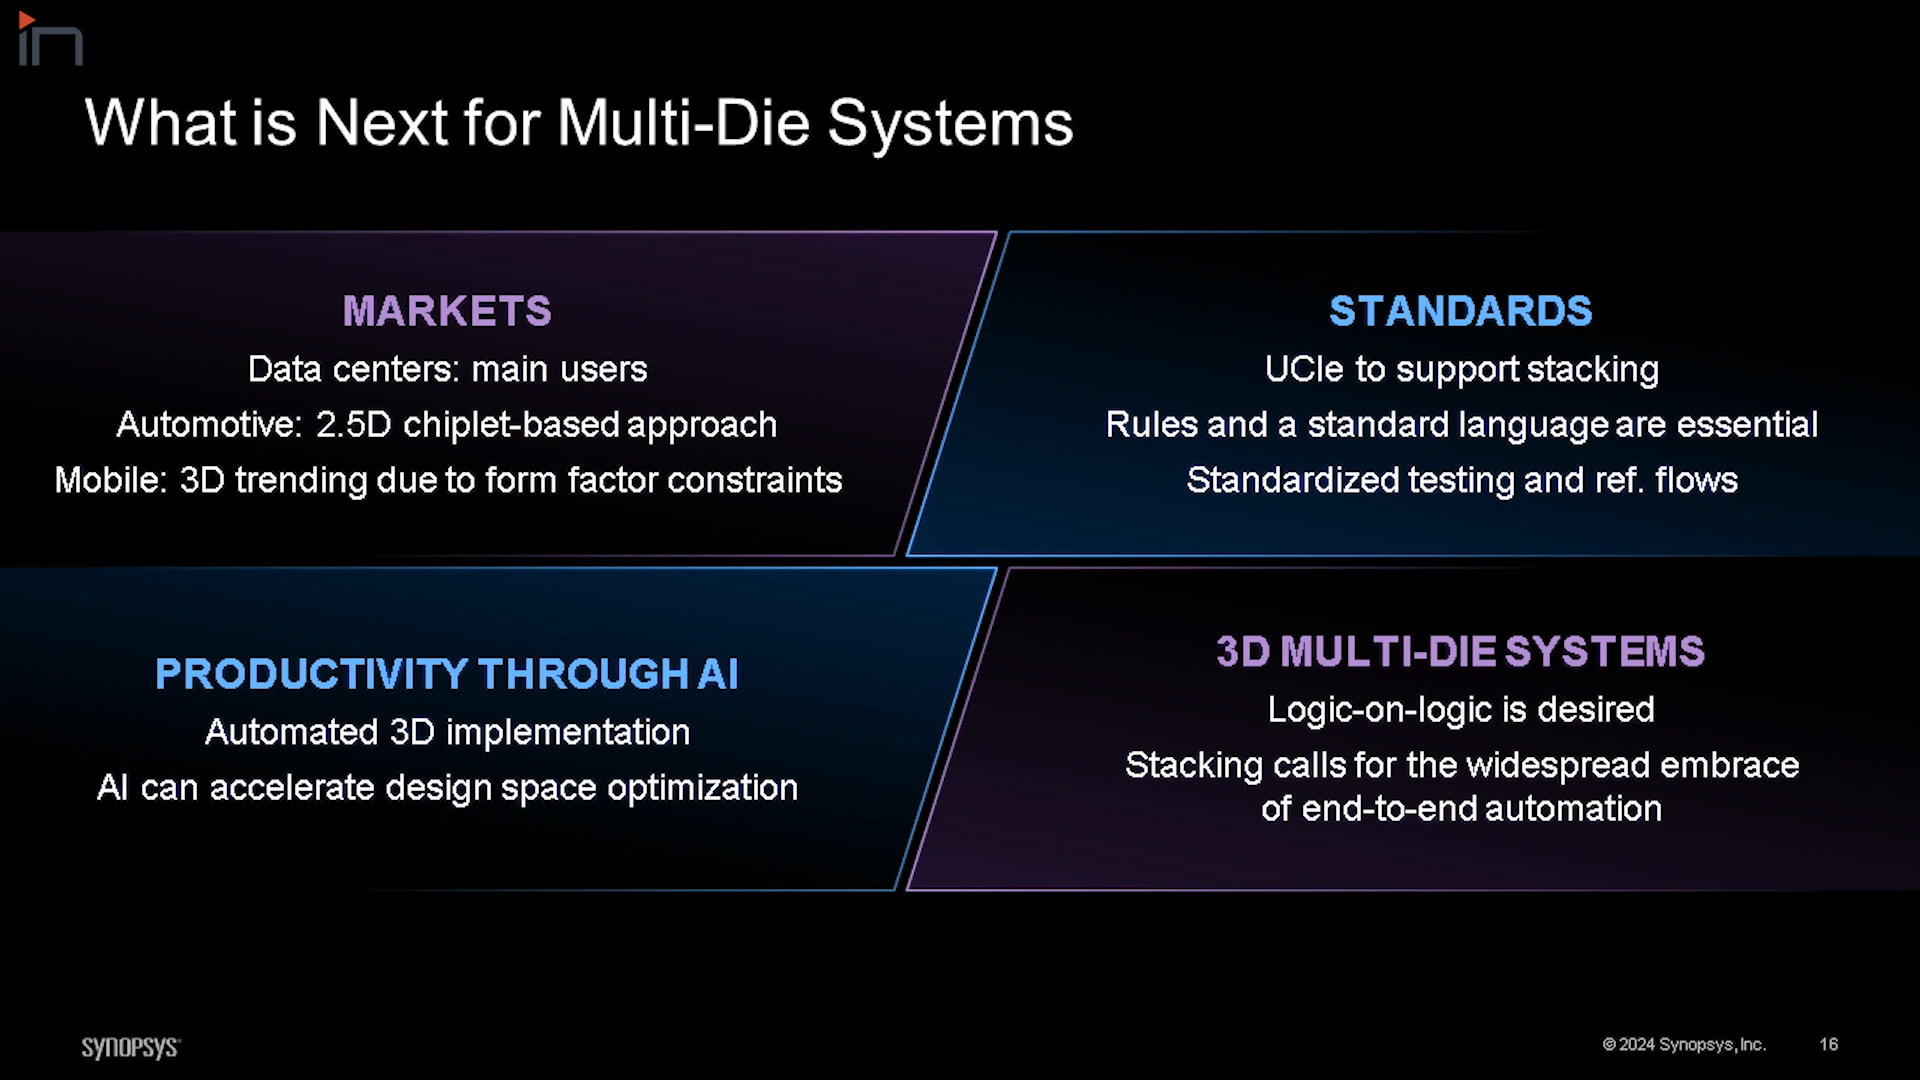 in
What is Next for Multi-Die Systems
MARKETS
Data centers: main users
Automotive: 2.5D chiplet-based approach
Mobile: 3D trending due to form factor constraints
STANDARDS
UCIe to support stacking
Rules and a standard language are essential
Standardized testing and ref. flows
PRODUCTIVITY THROUGH AI
Automated 3D implementation
AI can accelerate design space optimization
3D MULTI-DIE SYSTEMS
Logic-on-logic is desired
Stacking calls for the widespread embrace
of end-to-end automation
SYNOPSYS
© 2024 Synopsys, Inc.
16